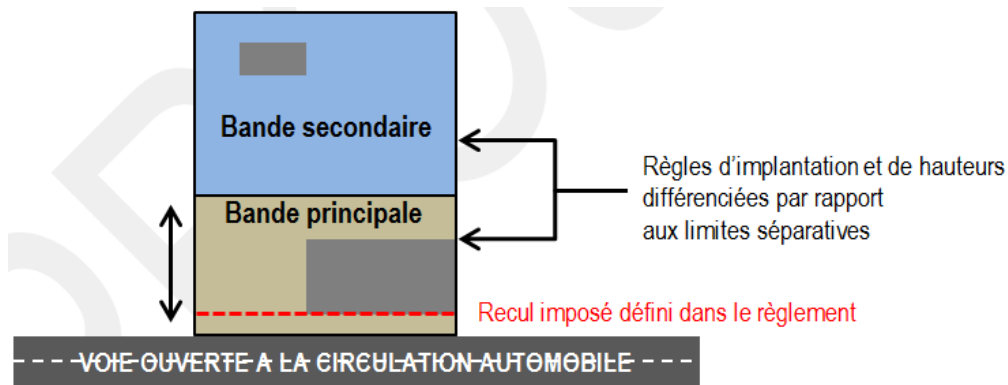 Bande secondaire
Bande principale
Règles d'implantation et de hauteurs
différenciées par rapport
aux limites séparatives
Recul imposé défini dans le règlement
VOIE OUVERTE A LA CIRCULATION AUTOMOBILE